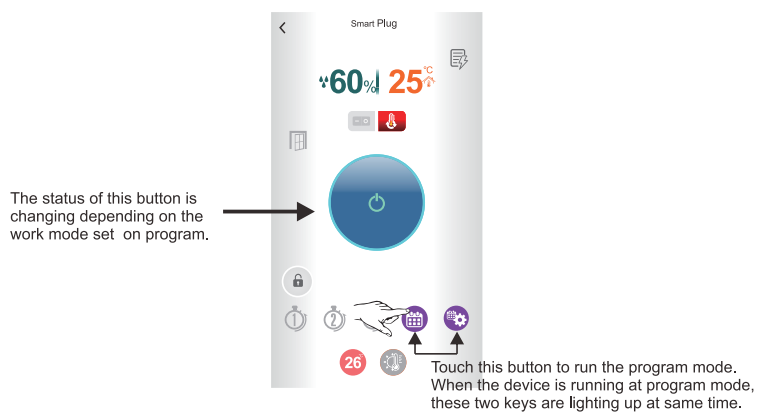 Smart Plug
60% 25°C
The status of this button is
changing depending on the
work mode set on program.
1 2
26°
Touch this button to run the program mode.
When the device is running at program mode,
these two keys are lighting up at same time.